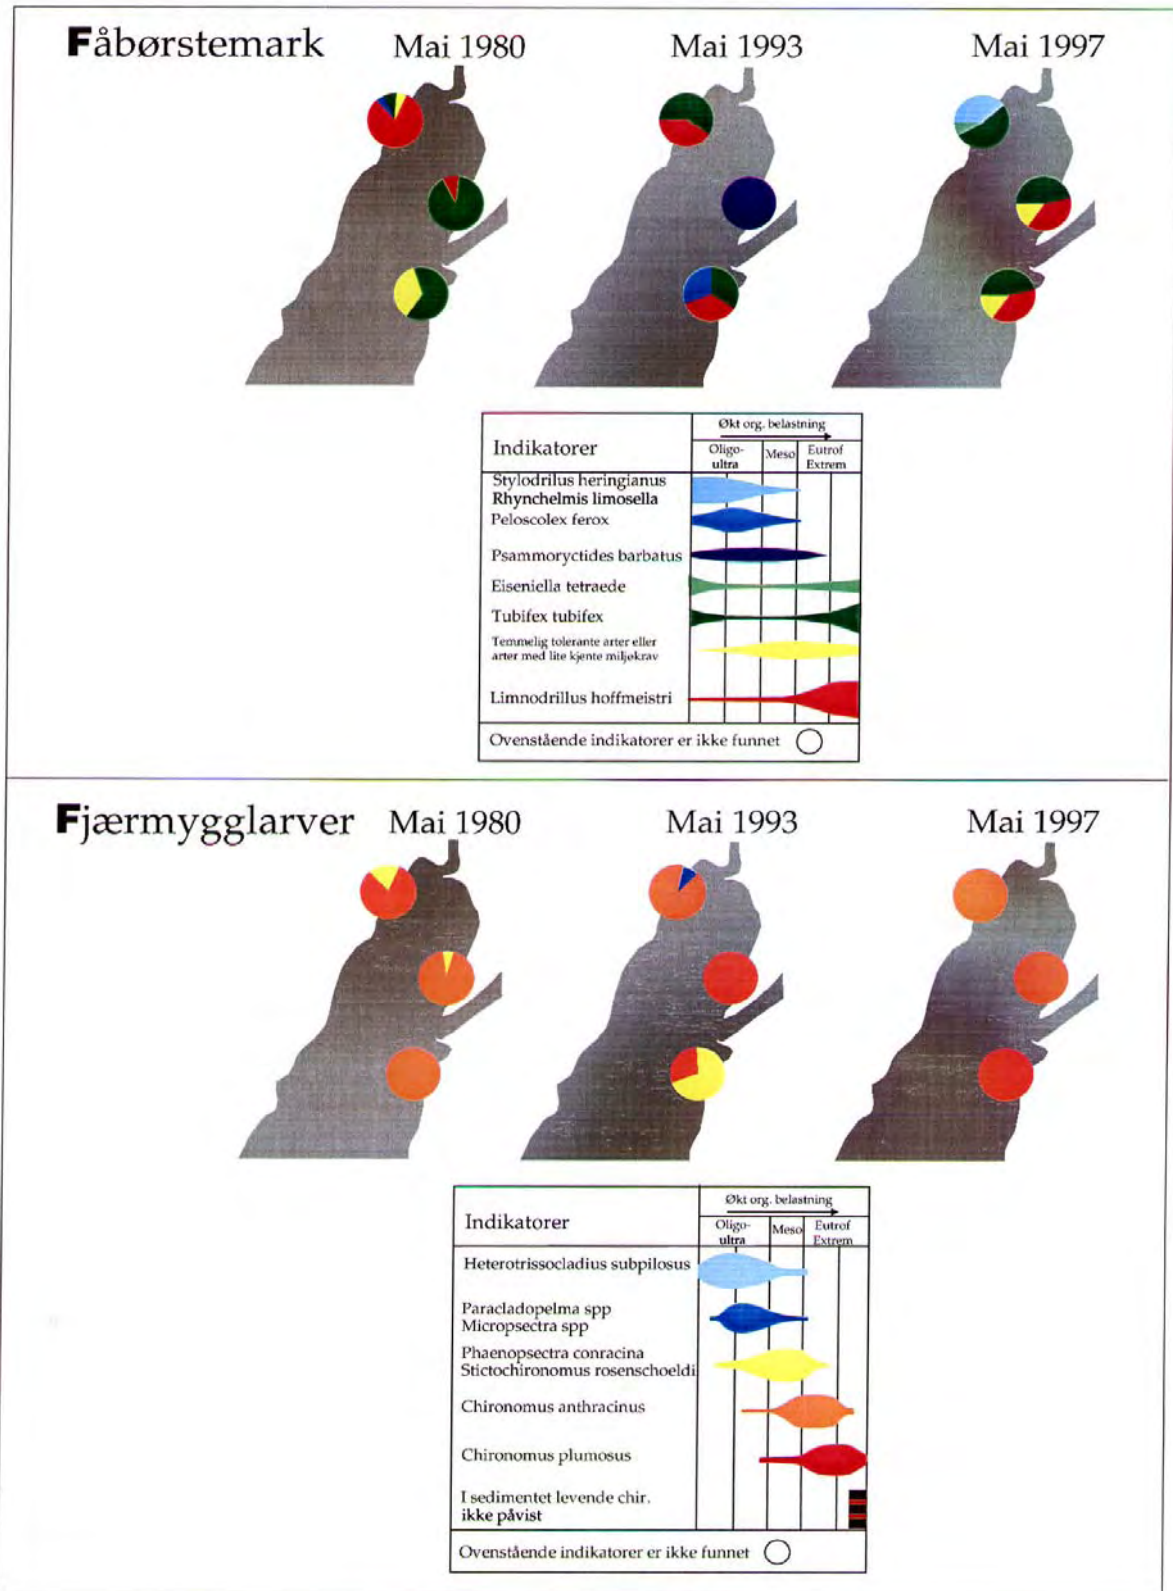 Fåbørstemark
Mai 1980
Mai 1993
Mai 1997
Indikatorer
Økt org. belastning
Oligo-
ultra
Meso
Eutrof
Extrem
Stylodrilus heringianus
Rhynchelmis limosella
Peloscolex ferox
Psammoryctides barbatus
Eiseniella tetraede
Tubifex tubifex
Temmelig tolerante arter eller
arter med lite kjente miljøkrav
Limnodrillus hoffmeistri
Ovenstående indikatorer er ikke funnet
Fjærmygglarver
Mai 1980
Mai 1993
Mai 1997
Indikatorer
Økt org. belastning
Oligo-
ultra
Meso
Eutrof
Extrem
Heterotrissocladius subpilosus
Paracladopelma spp
Micropsectra spp
Phaenopsectra conracina
Stictochironomus rosenschoeldi
Chironomus anthracinus
Chironomus plumosus
I sedimentet levende chir.
ikke påvist
Ovenstående indikatorer er ikke funnet